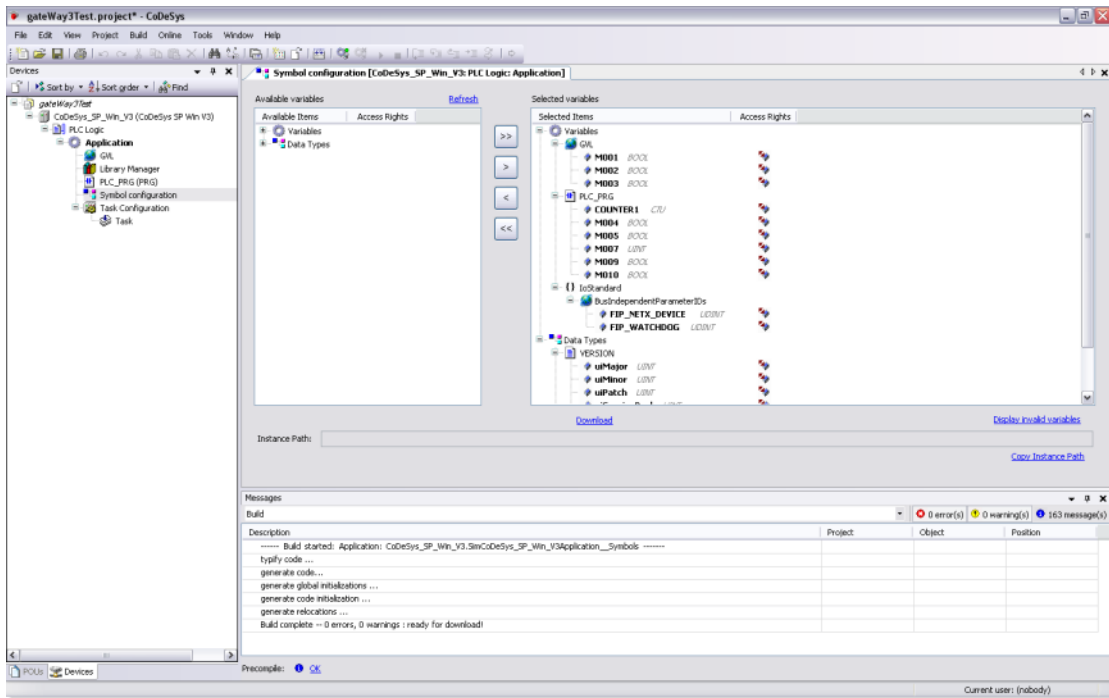 gateWay3Test.project* - CoDeSys
File Edit View Project Build Online Tools Window Help
Devices
Sort by Sort order Find
gateWay3Test
CoDeSys_SP_Win_V3 (CoDeSys SP Win V3)
PLC Logic
Application
GVL
Library Manager
PLC_PRG (PRG)
Symbol configuration
Task Configuration
Task
POUs Devices
Symbol configuration [CoDeSys_SP_Win_V3: PLC Logic: Application]
Available variables Refresh
Available Items Access Rights
Variables
Data Types
>>
>
<
<<
Selected variables
Selected Items Access Rights
Variables
GVL
M001 BOOL
M002 BOOL
M003 BOOL
PLC_PRG
COUNTER1 CTU
M004 BOOL
M005 BOOL
M007 UINT
M009 BOOL
M010 BOOL
{} IoStandard
BusIndependentParameterIDs
FIP_NETX_DEVICE UDINT
FIP_WATCHDOG UDINT
Data Types
VERSION
uiMajor UINT
uiMinor UINT
uiPatch UINT
Download Display invalid variables
Instance Path:
Copy Instance Path
Messages
Build 0 error(s) 0 warning(s) 163 message(s)
Description Project Object Position
------ Build started: Application: CoDeSys_SP_Win_V3.SimCoDeSys_SP_Win_V3Application__Symbols -------
typify code ...
generate code...
generate global initializations ...
generate code initialization ...
generate relocations ...
Build complete -- 0 errors, 0 warnings : ready for download!
Precompile: OK
Current user: (nobody)